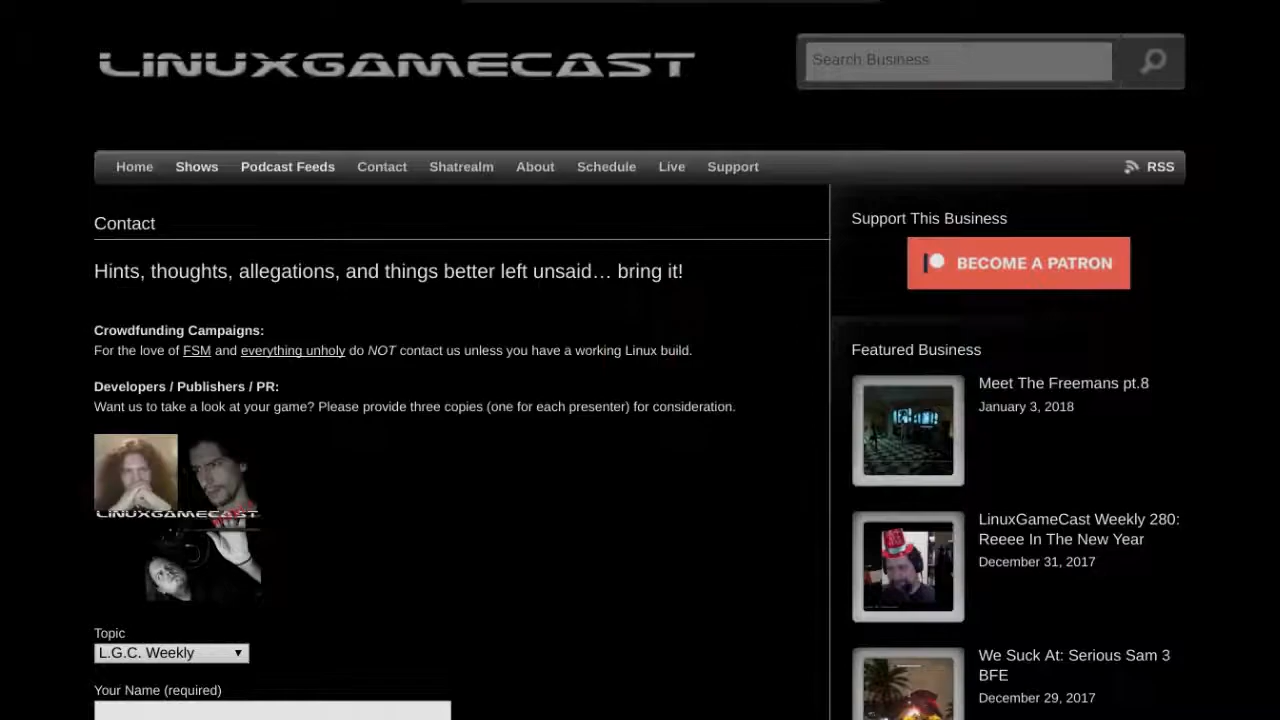 LINUXGAMECAST
Search Business
Home Shows Podcast Feeds Contact Shatrealm About Schedule Live Support RSS
Contact
Hints, thoughts, allegations, and things better left unsaid… bring it!
Crowdfunding Campaigns:
For the love of FSM and everything unholy do NOT contact us unless you have a working Linux build.
Developers / Publishers / PR:
Want us to take a look at your game? Please provide three copies (one for each presenter) for consideration.
LINUXGAMECAST
Topic
L.G.C. Weekly
Your Name (required)
Support This Business
BECOME A PATRON
Featured Business
Meet The Freemans pt.8
January 3, 2018
LinuxGameCast Weekly 280:
Reeee In The New Year
December 31, 2017
We Suck At: Serious Sam 3
BFE
December 29, 2017